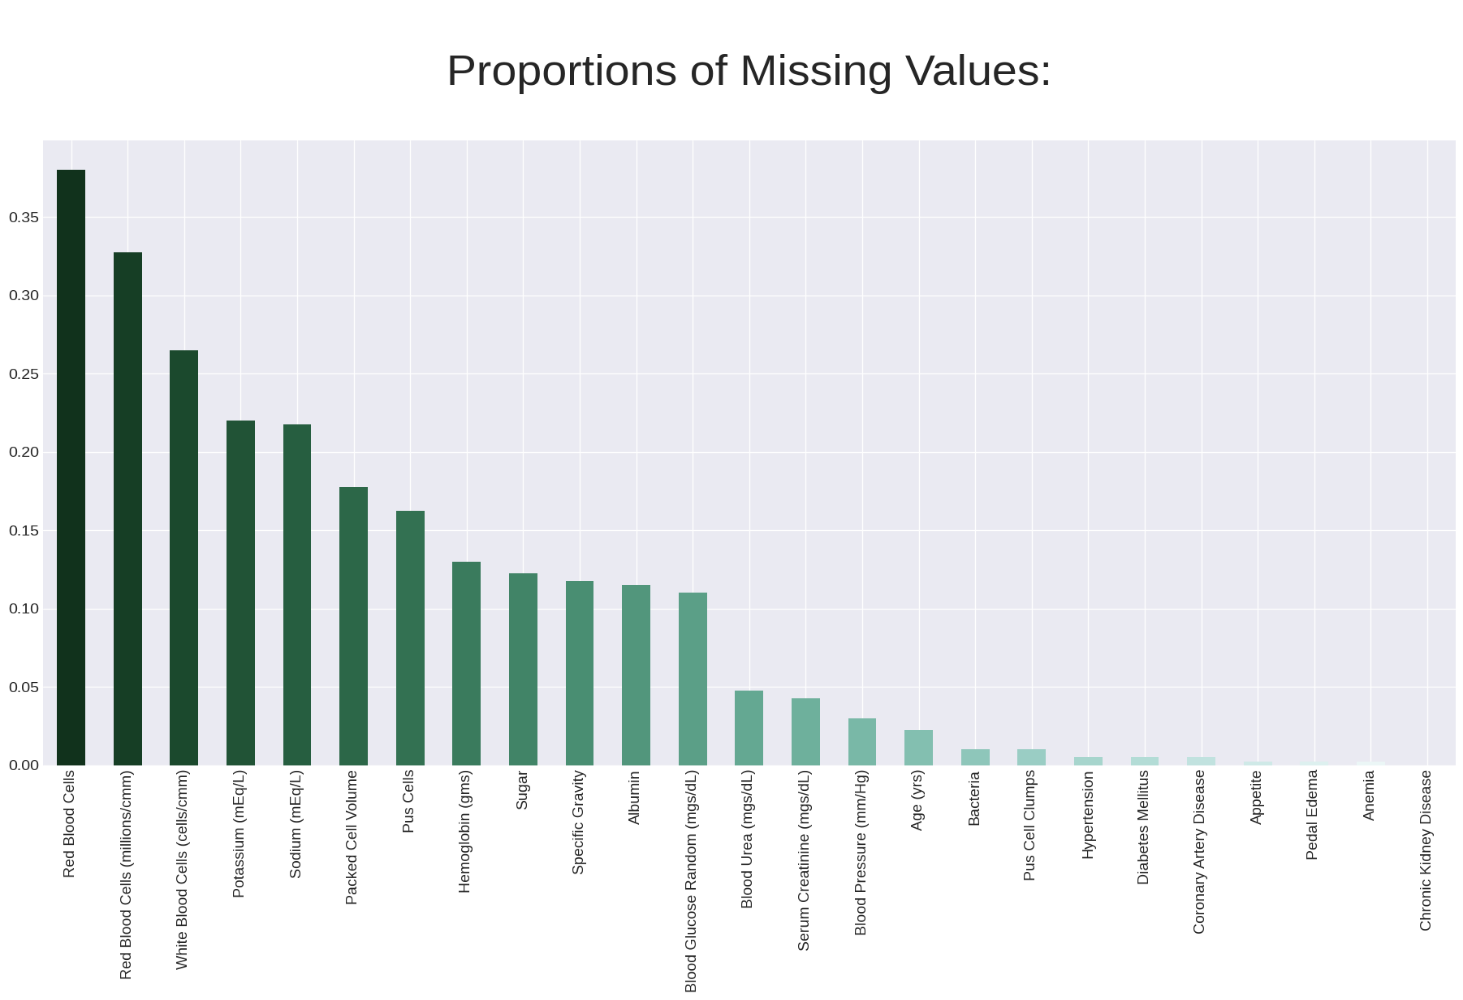 Proportions of Missing Values:
0.35
0.30
0.25
0.20
0.15
0.10
0.05
0.00
Red Blood Cells
Red Blood Cells (millions/cmm)
White Blood Cells (cells/cmm)
Potassium (mEq/L)
Sodium (mEq/L)
Packed Cell Volume
Pus Cells
Hemoglobin (gms)
Sugar
Specific Gravity
Albumin
Blood Glucose Random (mgs/dL)
Blood Urea (mgs/dL)
Serum Creatinine (mgs/dL)
Blood Pressure (mm/Hg)
Age (yrs)
Bacteria
Pus Cell Clumps
Hypertension
Diabetes Mellitus
Coronary Artery Disease
Appetite
Pedal Edema
Anemia
Chronic Kidney Disease